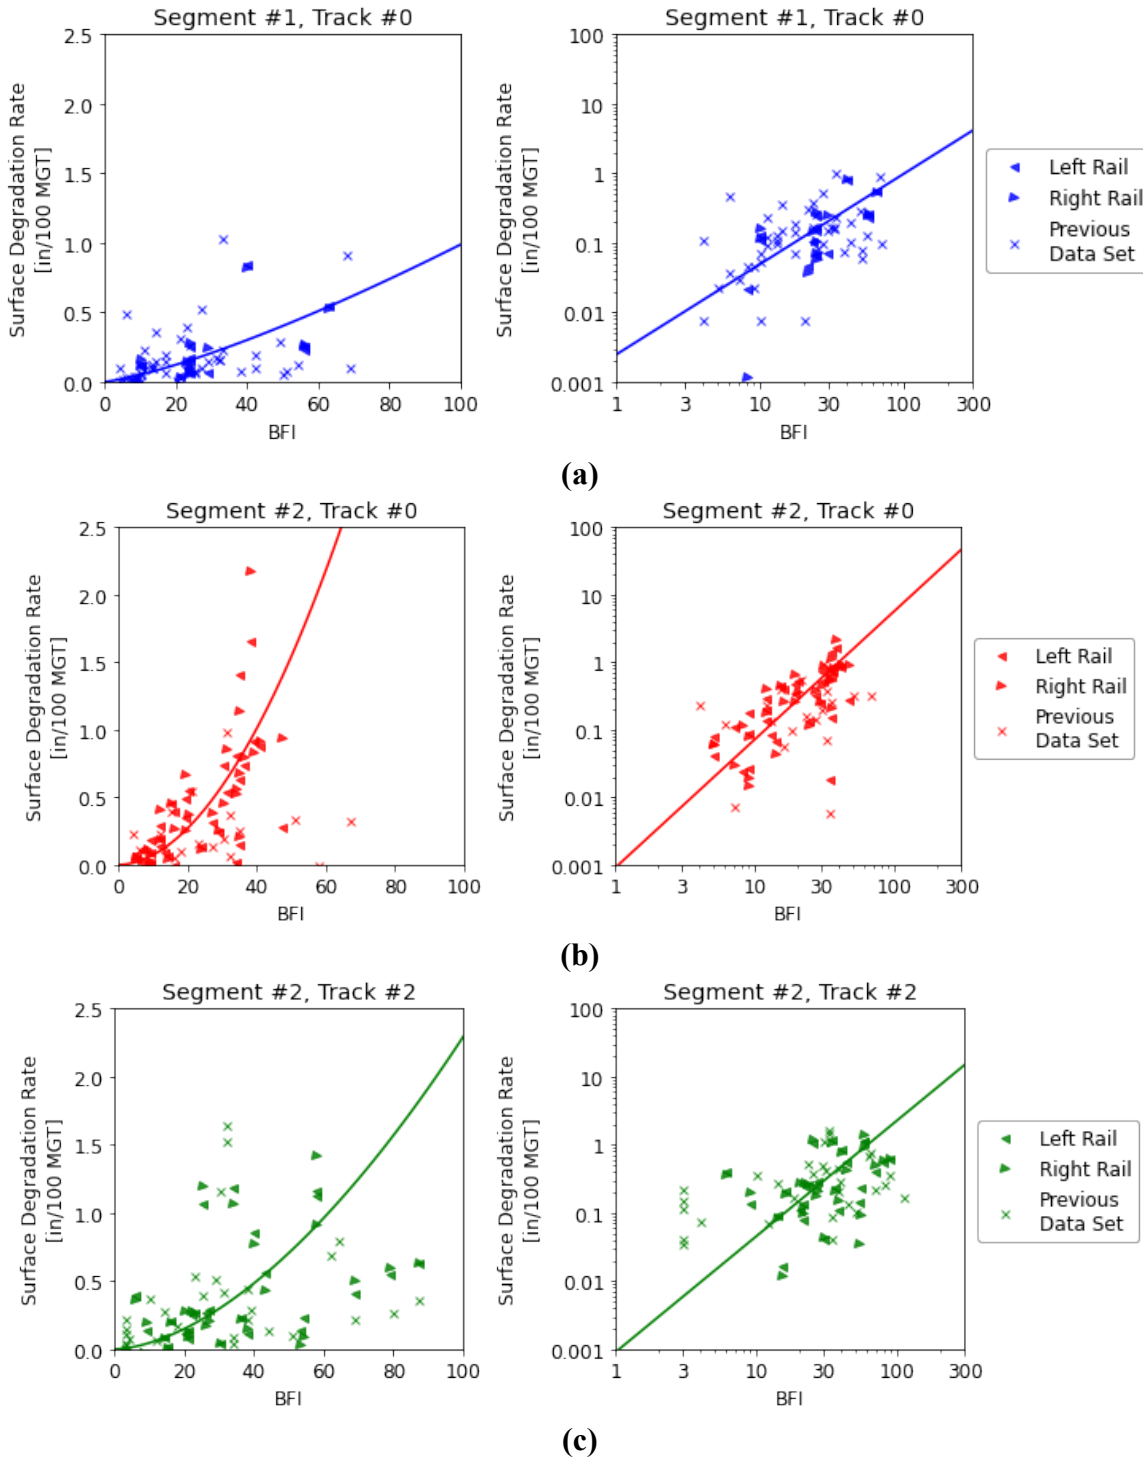 Segment #1, Track #0
Segment #1, Track #0
Surface Degradation Rate
[in/100 MGT]
2.5
2.0
1.5
1.0
0.5
0.0
0
20
40
60
80
100
BFI
Surface Degradation Rate
[in/100 MGT]
100
10
1
0.1
0.01
0.001
1
3
10
30
100
300
BFI
Left Rail
Right Rail
Previous
Data Set
(a)
Segment #2, Track #0
Segment #2, Track #0
Surface Degradation Rate
[in/100 MGT]
2.5
2.0
1.5
1.0
0.5
0.0
0
20
40
60
80
100
BFI
Surface Degradation Rate
[in/100 MGT]
100
10
1
0.1
0.01
0.001
1
3
10
30
100
300
BFI
Left Rail
Right Rail
Previous
Data Set
(b)
Segment #2, Track #2
Segment #2, Track #2
Surface Degradation Rate
[in/100 MGT]
2.5
2.0
1.5
1.0
0.5
0.0
0
20
40
60
80
100
BFI
Surface Degradation Rate
[in/100 MGT]
100
10
1
0.1
0.01
0.001
1
3
10
30
100
300
BFI
Left Rail
Right Rail
Previous
Data Set
(c)